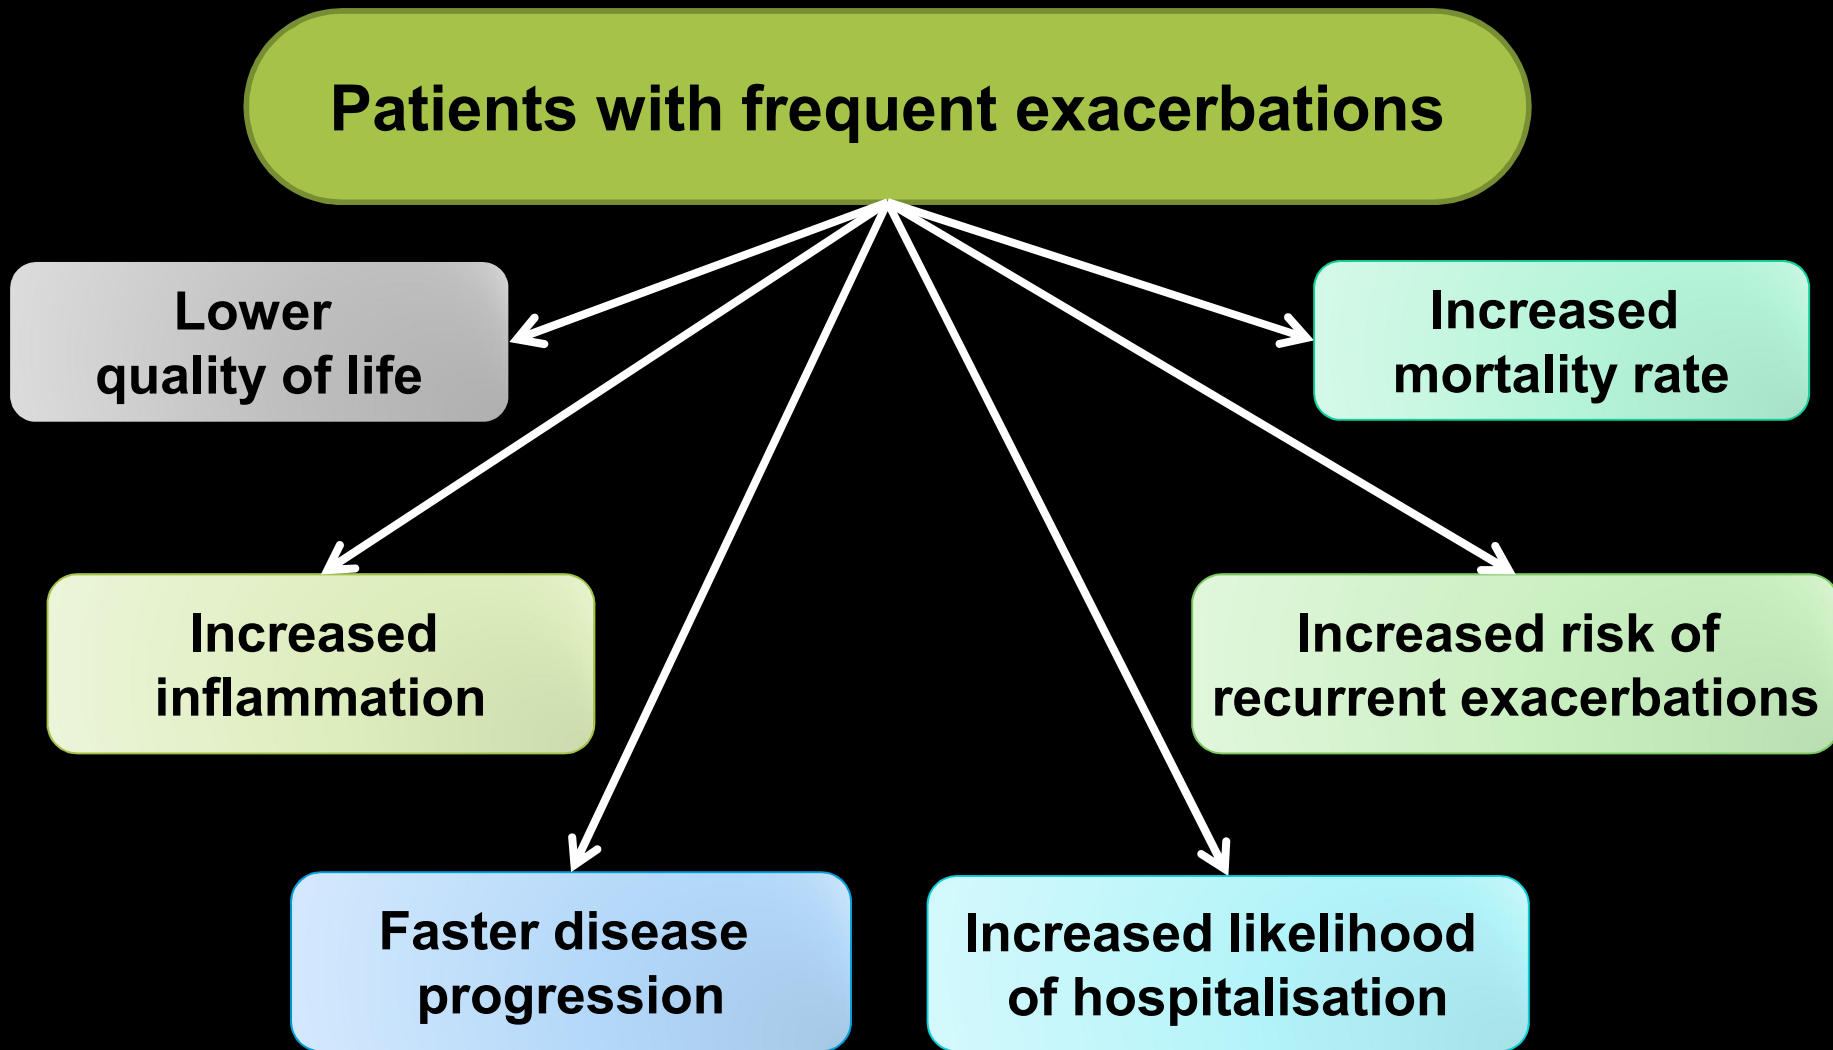 Patients with frequent exacerbations
Lower
quality of life
Increased
mortality rate
Increased
inflammation
Increased risk of
recurrent exacerbations
Faster disease
progression
Increased likelihood
of hospitalisation